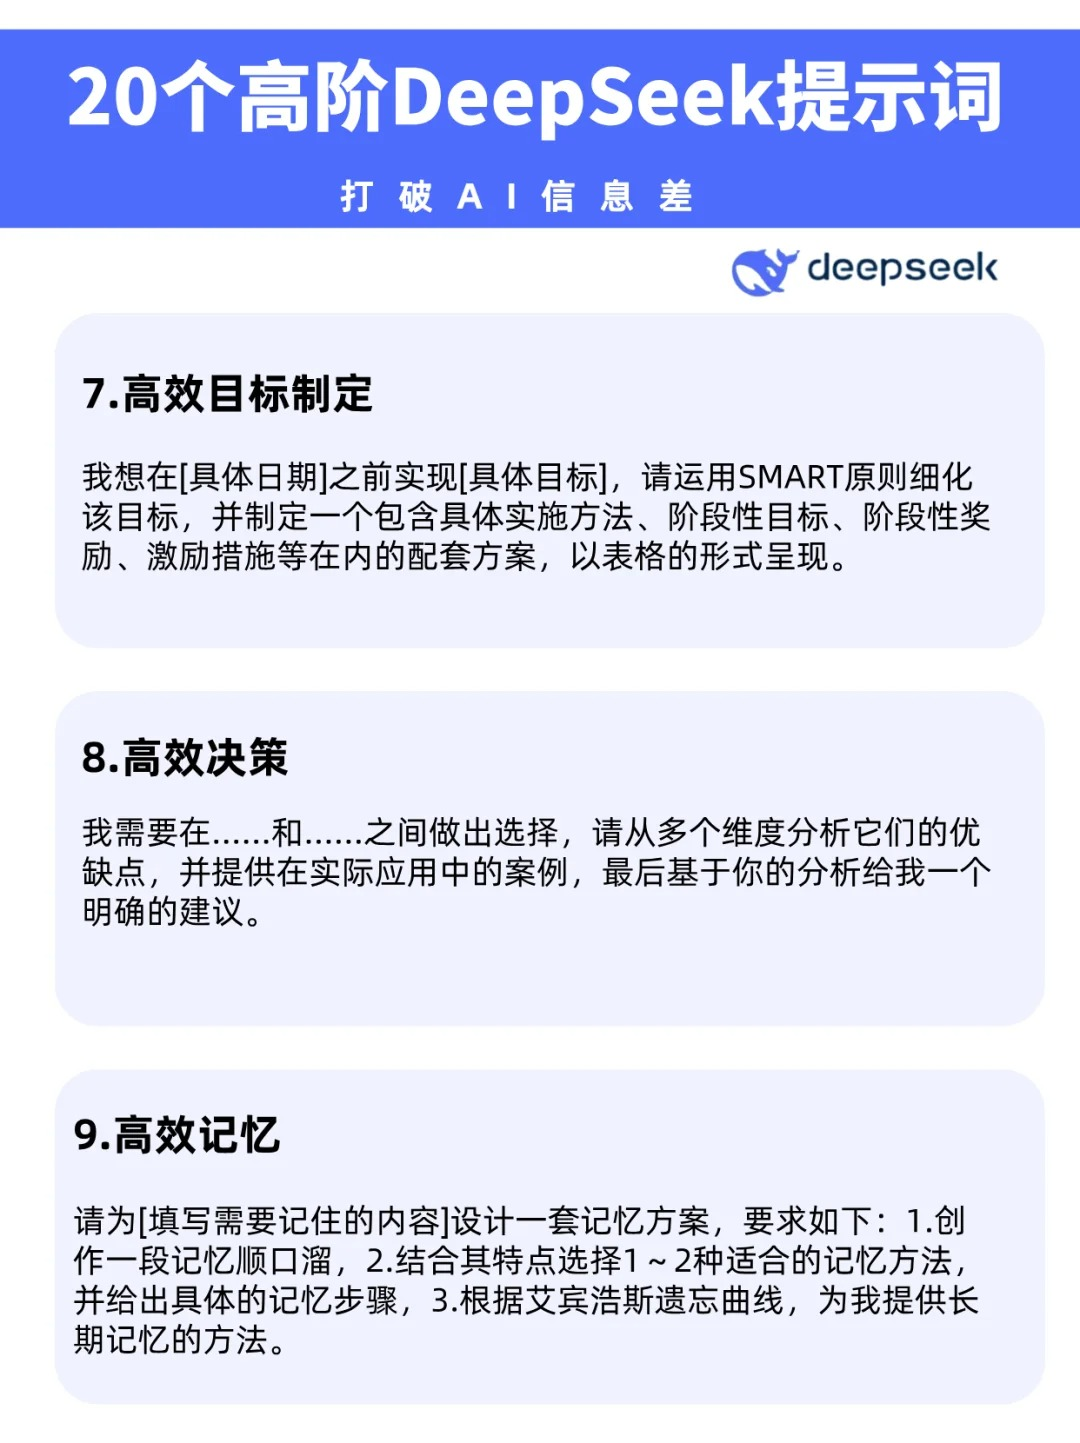 20个高阶DeepSeek提示词
打破AI信息差
deepseek
7.高效目标制定
我想在[具体日期]之前实现[具体目标]，请运用SMART原则细化
该目标，并制定一个包含具体实施方法、阶段性目标、阶段性奖
励、激励措施等在内的配套方案，以表格的形式呈现。
8.高效决策
我需要在......和......之间做出选择，请从多个维度分析它们的优
缺点，并提供在实际应用中的案例，最后基于你的分析给我一个
明确的建议。
9.高效记忆
请为[填写需要记住的内容]设计一套记忆方案，要求如下：1.创
作一段记忆顺口溜，2.结合其特点选择1～2种适合的记忆方法，
并给出具体的记忆步骤，3.根据艾宾浩斯遗忘曲线，为我提供长
期记忆的方法。